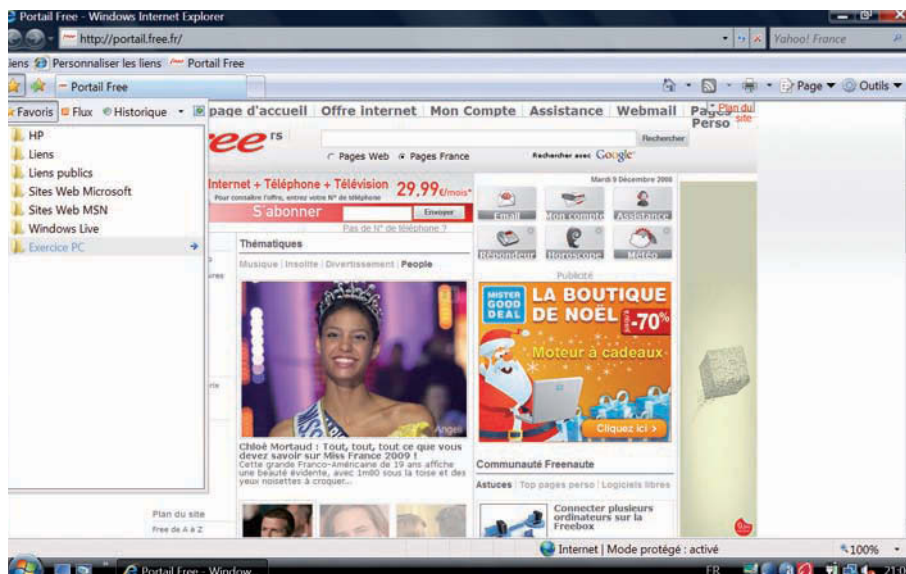 Portail Free - Windows Internet Explorer
http://portail.free.fr/
Yahoo! France
iens Personnaliser les liens Portail Free
Portail Free
Page Outils
Favoris Flux Historique
page d'accueil Offre internet Mon Compte Assistance Webmail Pages Perso
Plan du site
HP
Liens
Liens publics
Sites Web Microsoft
Sites Web MSN
Windows Live
Exercice PC
ree rs
Rechercher
Pages Web Pages France
Rechercher avec Google
Mardi 9 Décembre 2008
Internet + Téléphone + Télévision 29,99€/mois*
Pour connaître l'offre, entrez votre N° de téléphone
S'abonner Envoyer
Pas de N° de téléphone ?
Email Mon compte Assistance
Répondeur Horoscope Météo
Thématiques
Musique | Insolite | Divertissement | People
Publicité
MISTER GOOD DEAL
LA BOUTIQUE
DE NOËL -70%
Moteur à cadeaux
Cliquez ici >
Angeli
Chloé Mortaud : Tout, tout, tout ce que vous
devez savoir sur Miss France 2009 !
Cette grande Franco-Américaine de 19 ans affiche
une beauté évidente, avec 1m80 sous la toise et des
yeux noisettes à croquer...
Communauté Freenaute
Astuces | Top pages perso | Logiciels libres
Connecter plusieurs
ordinateurs sur la
Freebox
Plan du site
Free de A à Z
Internet | Mode protégé : activé
100%
Portail Free - Window...
FR
21:0